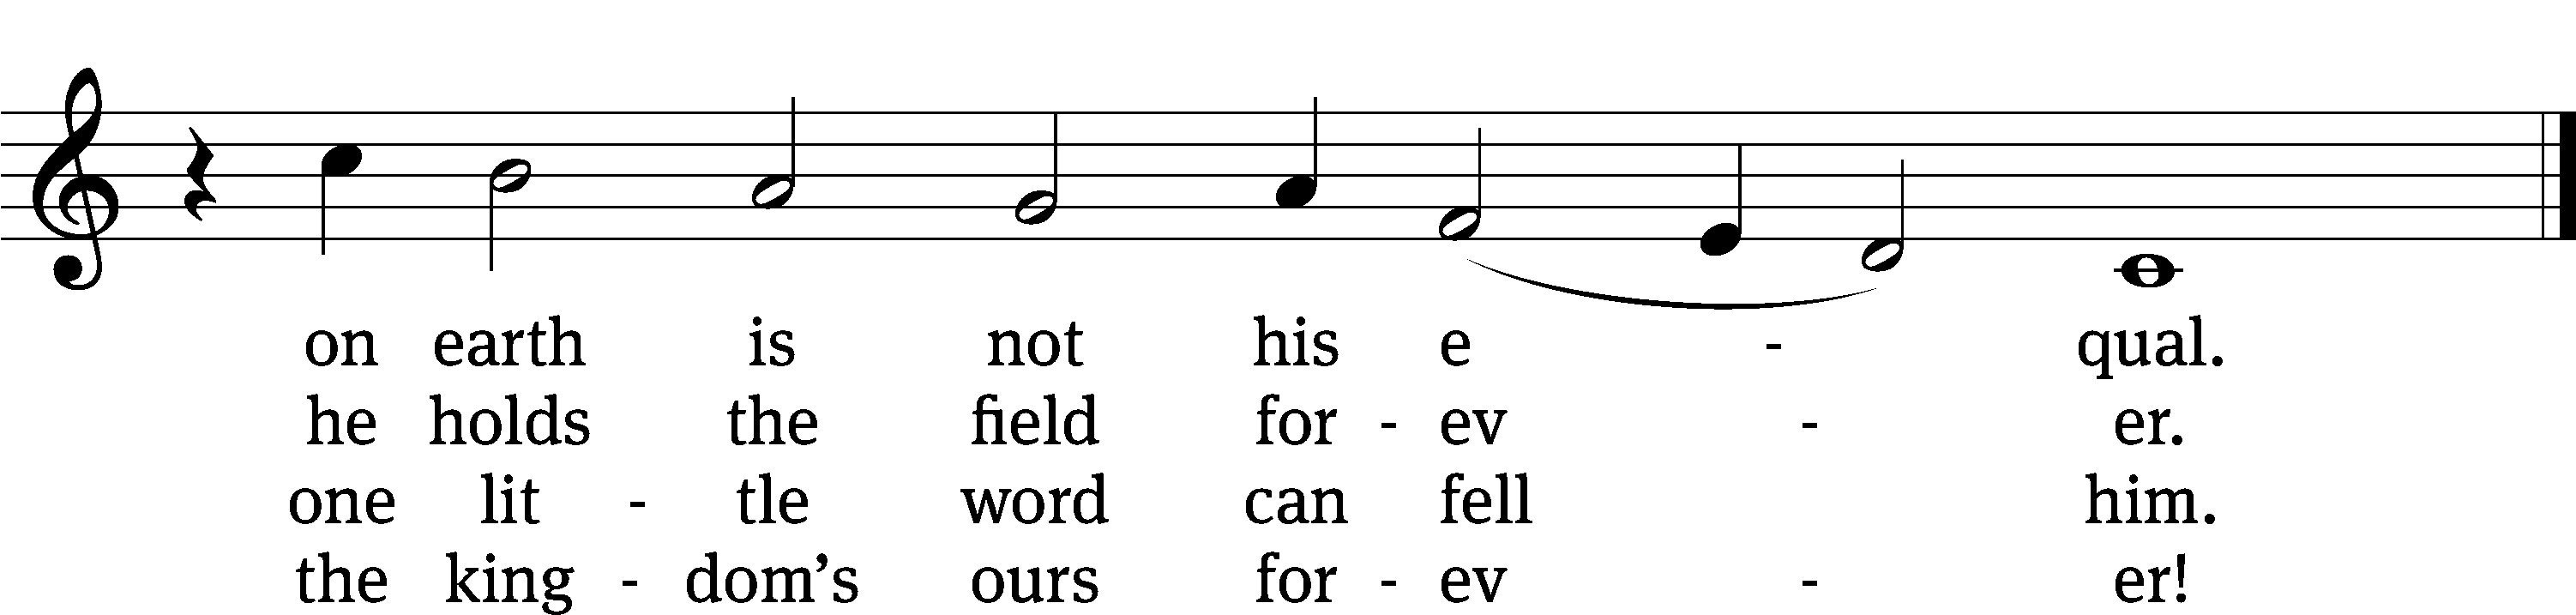 on earth is not his e - qual.
he holds the field for - ev - er.
one lit - tle word can fell him.
the king - dom’s ours for - ev - er!